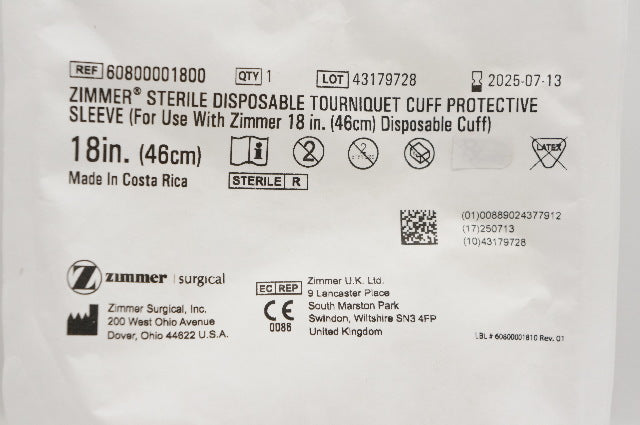 REF 60800001800 QTY 1 LOT 43179728 2025-07-13
ZIMMER® STERILE DISPOSABLE TOURNIQUET CUFF PROTECTIVE
SLEEVE (For Use With Zimmer 18 in. (46cm) Disposable Cuff)
18in. (46cm)
2
2
LATEX
Made In Costa Rica
STERILE R
(01)00889024377912
(17)250713
(10)43179728
Z zimmer | surgical
Zimmer Surgical, Inc.
200 West Ohio Avenue
Dover, Ohio 44622 U.S.A.
EC REP
CE
0086
Zimmer U.K. Ltd.
9 Lancaster Place
South Marston Park
Swindon, Wiltshire SN3 4FP
United Kingdom
LBL # 60800001810 Rev. 01